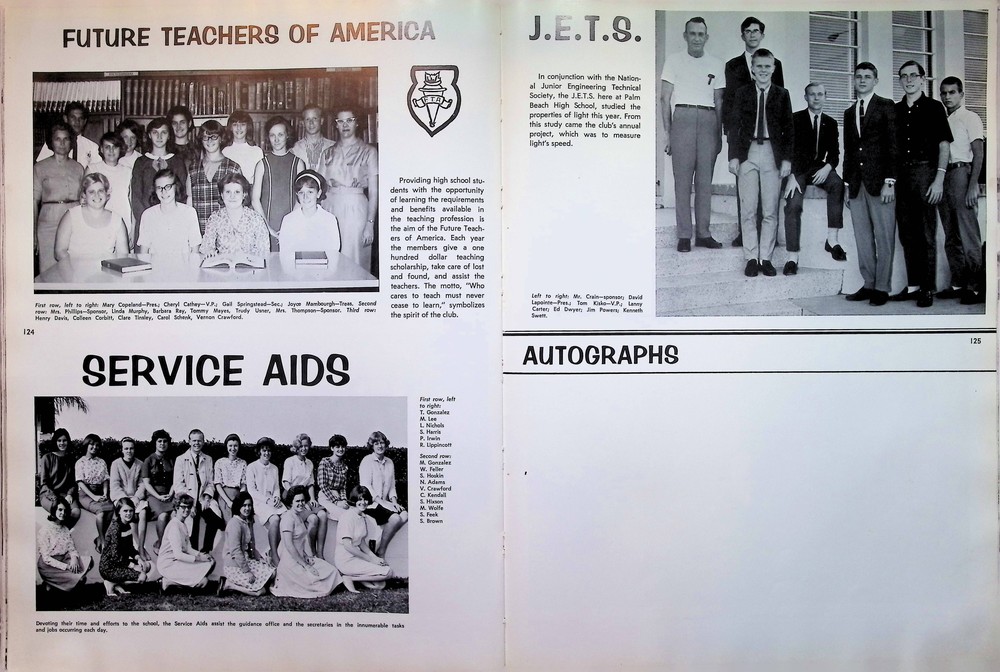 FUTURE TEACHERS OF AMERICA
FTA
Providing high school stu-
dents with the opportunity
of learning the requirements
and benefits available in
the teaching profession is
the aim of the Future Teach-
ers of America. Each year
the members give a one
hundred dollar teaching
scholarship, take care of lost
and found, and assist the
teachers. The motto, "Who
cares to teach must never
cease to learn," symbolizes
the spirit of the club.
First row, left to right: Mary Copeland—Pres.; Cheryl Cathey—V.P.; Gail Springstead—Sec.; Joyce Hambourgh—Treas. Second
row: Mrs. Phillips—Sponsor, Linda Murphy, Barbara Ray, Tommy Mayes, Trudy Usner, Mrs. Thompson—Sponsor. Third row:
Henry Davis, Colleen Corbitt, Clare Tinsley, Carol Schenk, Vernon Crawford.
124
SERVICE AIDS
First row, left
to right:
T. Gonzalez
M. Lee
L. Nichols
S. Harris
P. Irwin
R. Lippincott
Second row:
M. Gonzalez
W. Feller
S. Hoskin
N. Adams
V. Crawford
C. Kendall
S. Hixson
M. Wolfe
S. Feek
S. Brown
Devoting their time and efforts to the school, the Service Aids assist the guidance office and the secretaries in the innumerable tasks
and jobs occurring each day.
J.E.T.S.
In conjunction with the Nation-
al Junior Engineering Technical
Society, the J.E.T.S. here at Palm
Beach High School, studied the
properties of light this year. From
this study came the club's annual
project, which was to measure
light's speed.
Left to right: Mr. Crain—sponsor; David
Lapointe—Pres.; Tom Kisko—V.P.; Lanny
Carter; Ed Dwyer; Jim Powers; Kenneth
Swett.
125
AUTOGRAPHS